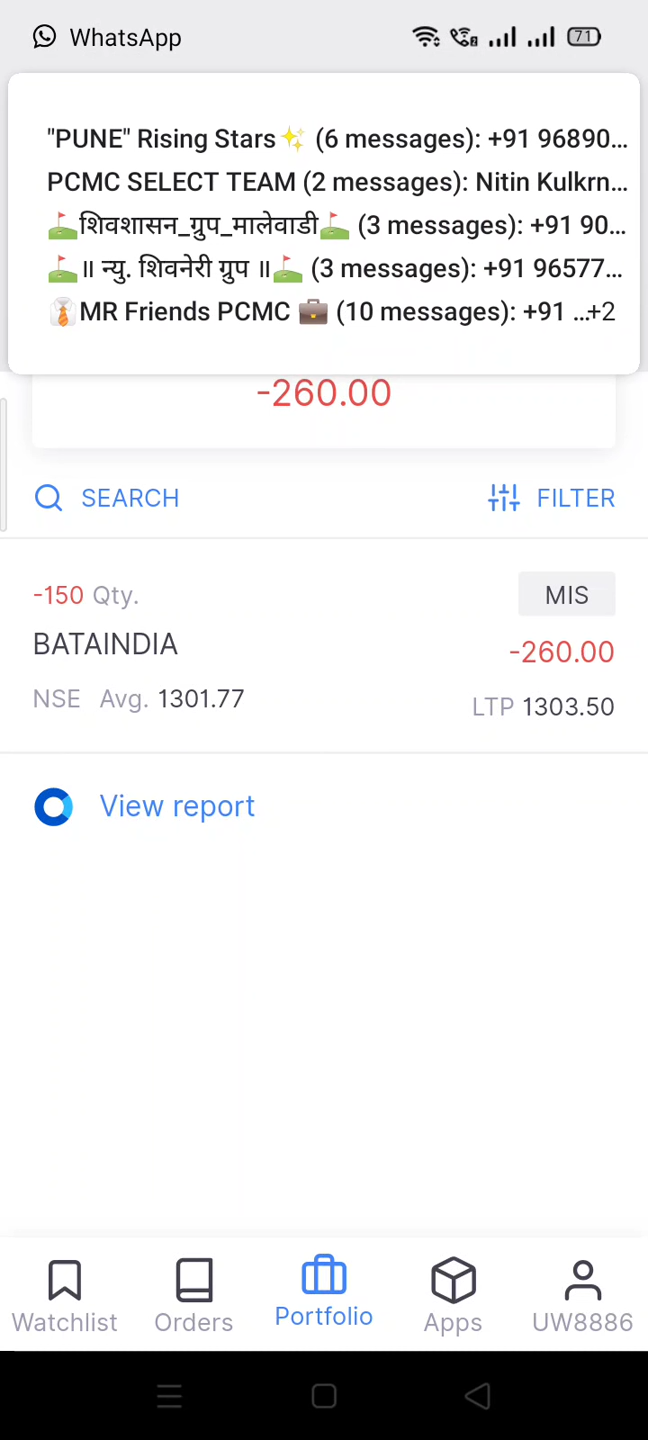 WhatsApp
71
"PUNE" Rising Stars✨ (6 messages): +91 96890...
PCMC SELECT TEAM (2 messages): Nitin Kulkrn...
⛳शिवशासन_ग्रुप_मालेवाडी⛳ (3 messages): +91 90...
⛳॥ न्यु. शिवनेरी ग्रुप ॥⛳ (3 messages): +91 96577...
👔MR Friends PCMC 💼 (10 messages): +91 ...+2
-260.00
SEARCH FILTER
-150 Qty. MIS
BATAINDIA -260.00
NSE Avg. 1301.77 LTP 1303.50
View report
Watchlist Orders Portfolio Apps UW8886